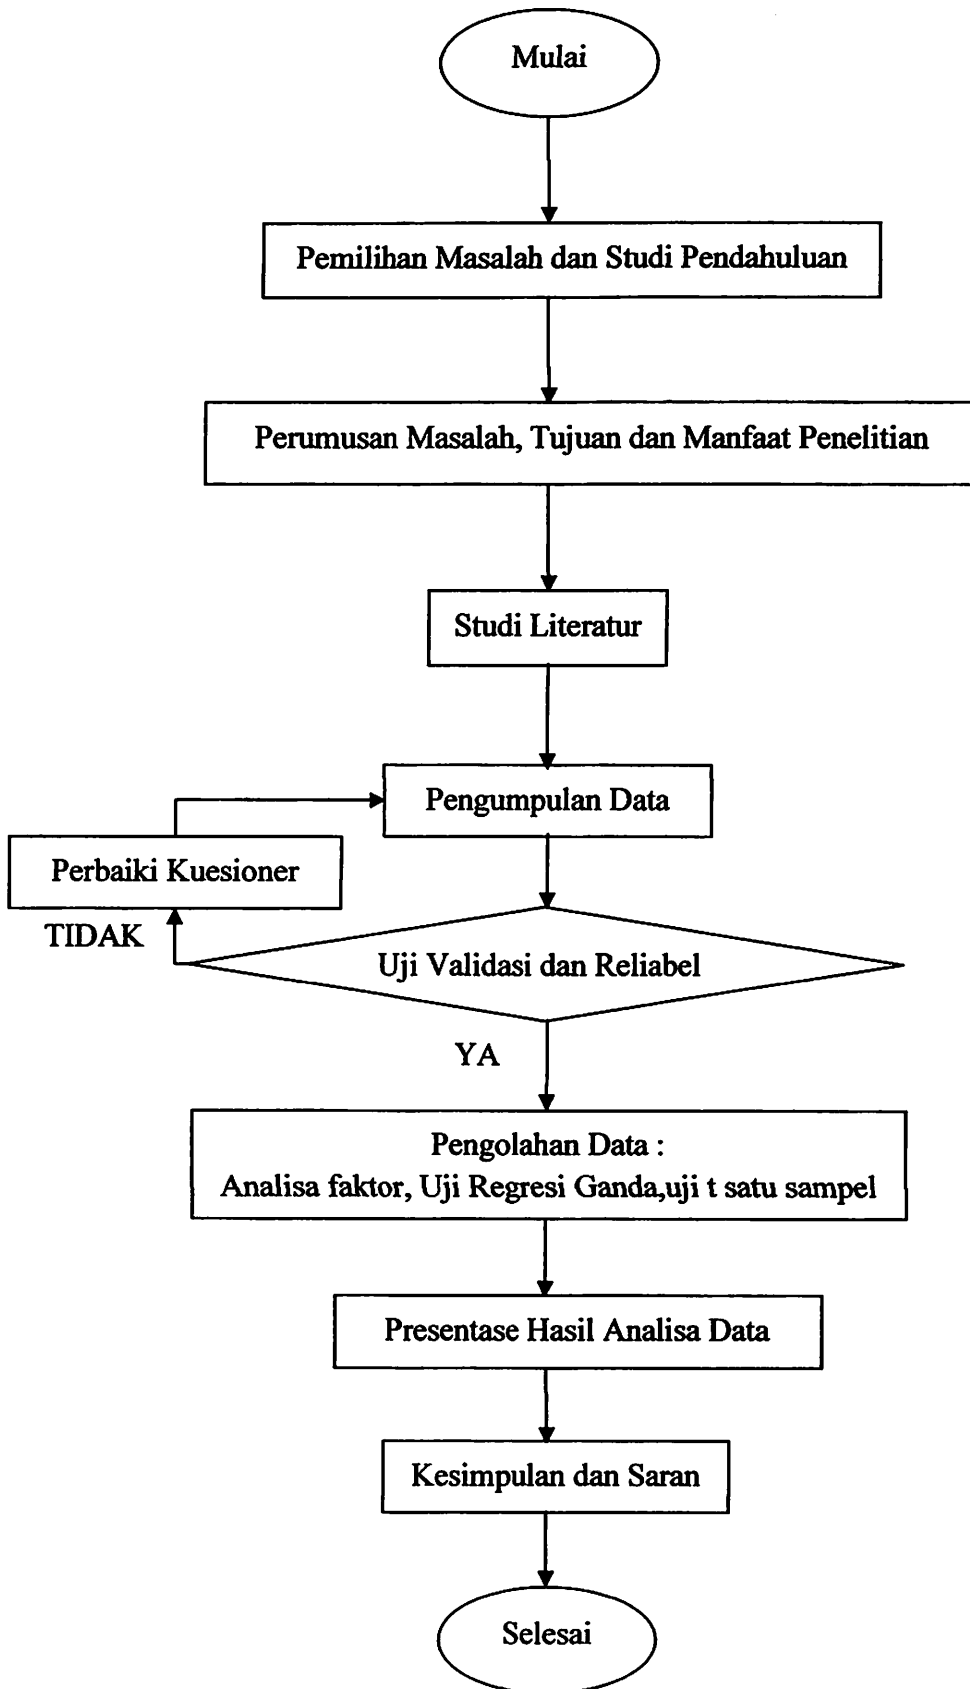 Mulai
Pemilihan Masalah dan Studi Pendahuluan
Perumusan Masalah, Tujuan dan Manfaat Penelitian
Studi Literatur
Pengumpulan Data
Perbaiki Kuesioner
TIDAK
Uji Validasi dan Reliabel
YA
Pengolahan Data :
Analisa faktor, Uji Regresi Ganda,uji t satu sampel
Presentase Hasil Analisa Data
Kesimpulan dan Saran
Selesai